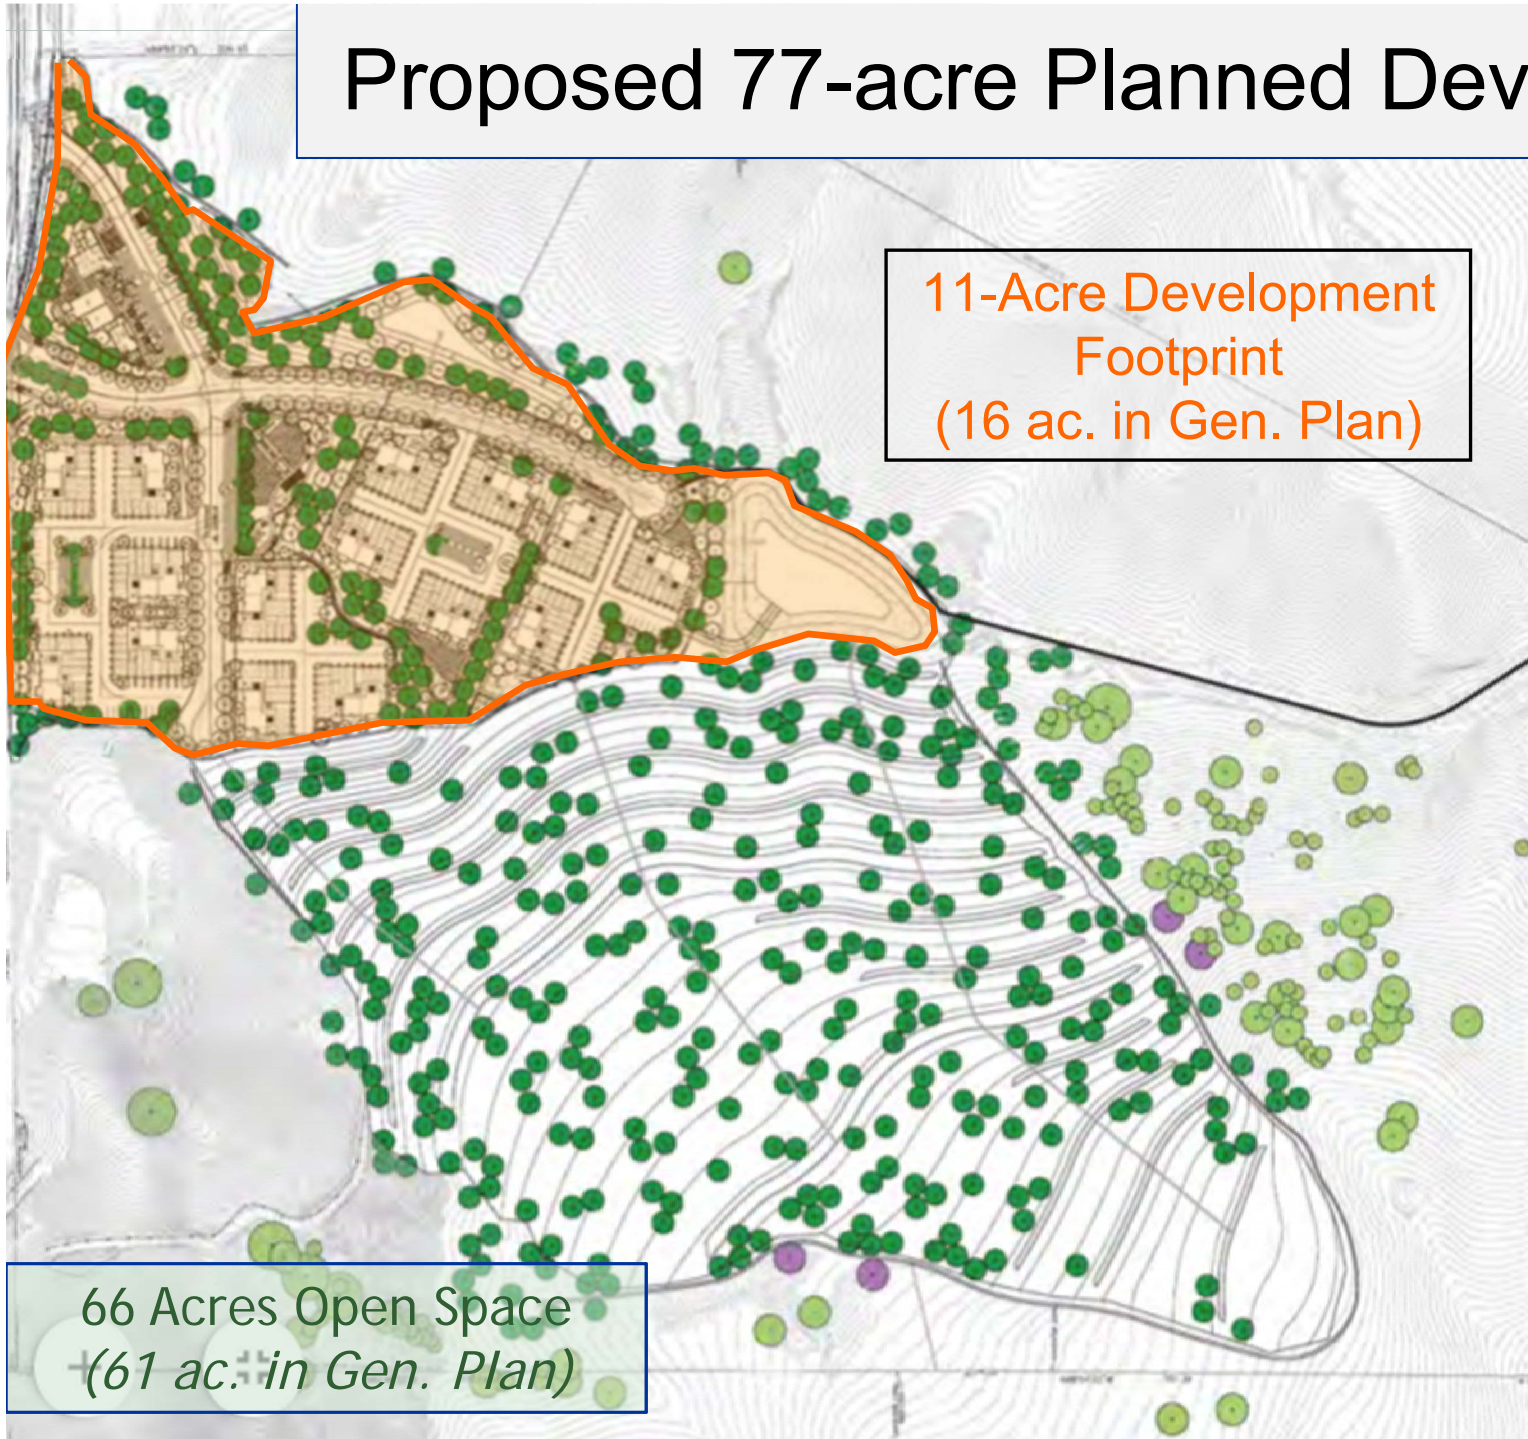 Proposed 77-acre Planned Dev
11-Acre Development
Footprint
(16 ac. in Gen. Plan)
66 Acres Open Space
(61 ac. in Gen. Plan)